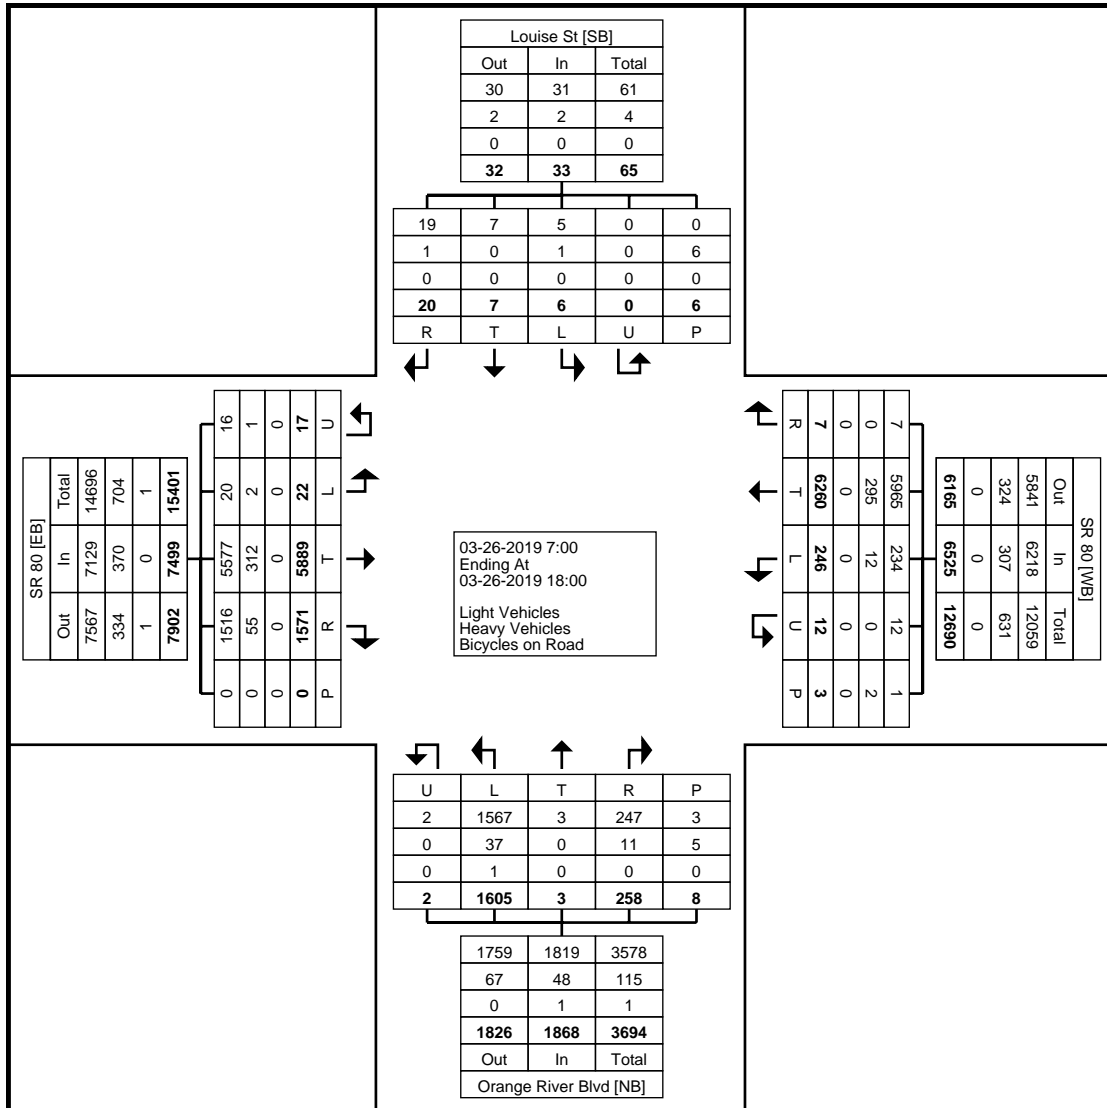 Louise St [SB]
Out In Total
30 31 61
2 2 4
0 0 0
32 33 65
19 7 5 0 0
1 0 1 0 6
0 0 0 0 0
20 7 6 0 6
R T L U P
SR 80 [EB]
Total In Out
14696 7129 7567
704 370 334
1 0 1
15401 7499 7902
16 20 5577 1516 0
1 2 312 55 0
0 0 0 0 0
17 22 5889 1571 0
U L T R P
03-26-2019 7:00
Ending At
03-26-2019 18:00
Light Vehicles
Heavy Vehicles
Bicycles on Road
SR 80 [WB]
Out In Total
5841 6218 12059
324 307 631
0 0 0
6165 6525 12690
7 5965 234 12 1
0 295 12 0 2
0 0 0 0 0
7 6260 246 12 3
R T L U P
U L T R P
2 1567 3 247 3
0 37 0 11 5
0 1 0 0 0
2 1605 3 258 8
1759 1819 3578
67 48 115
0 1 1
1826 1868 3694
Out In Total
Orange River Blvd [NB]